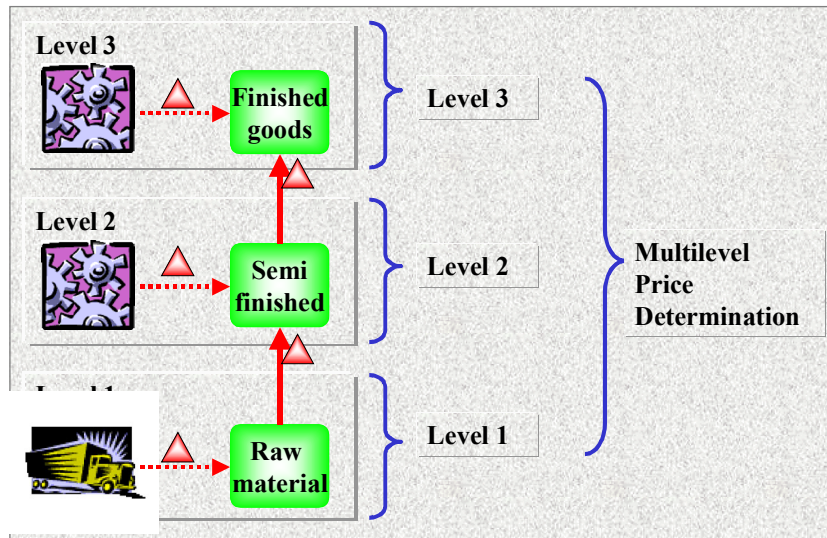 Level 3
Finished
goods
Level 3
Level 2
Semi
finished
Level 2
Multilevel
Price
Determination
Raw
material
Level 1